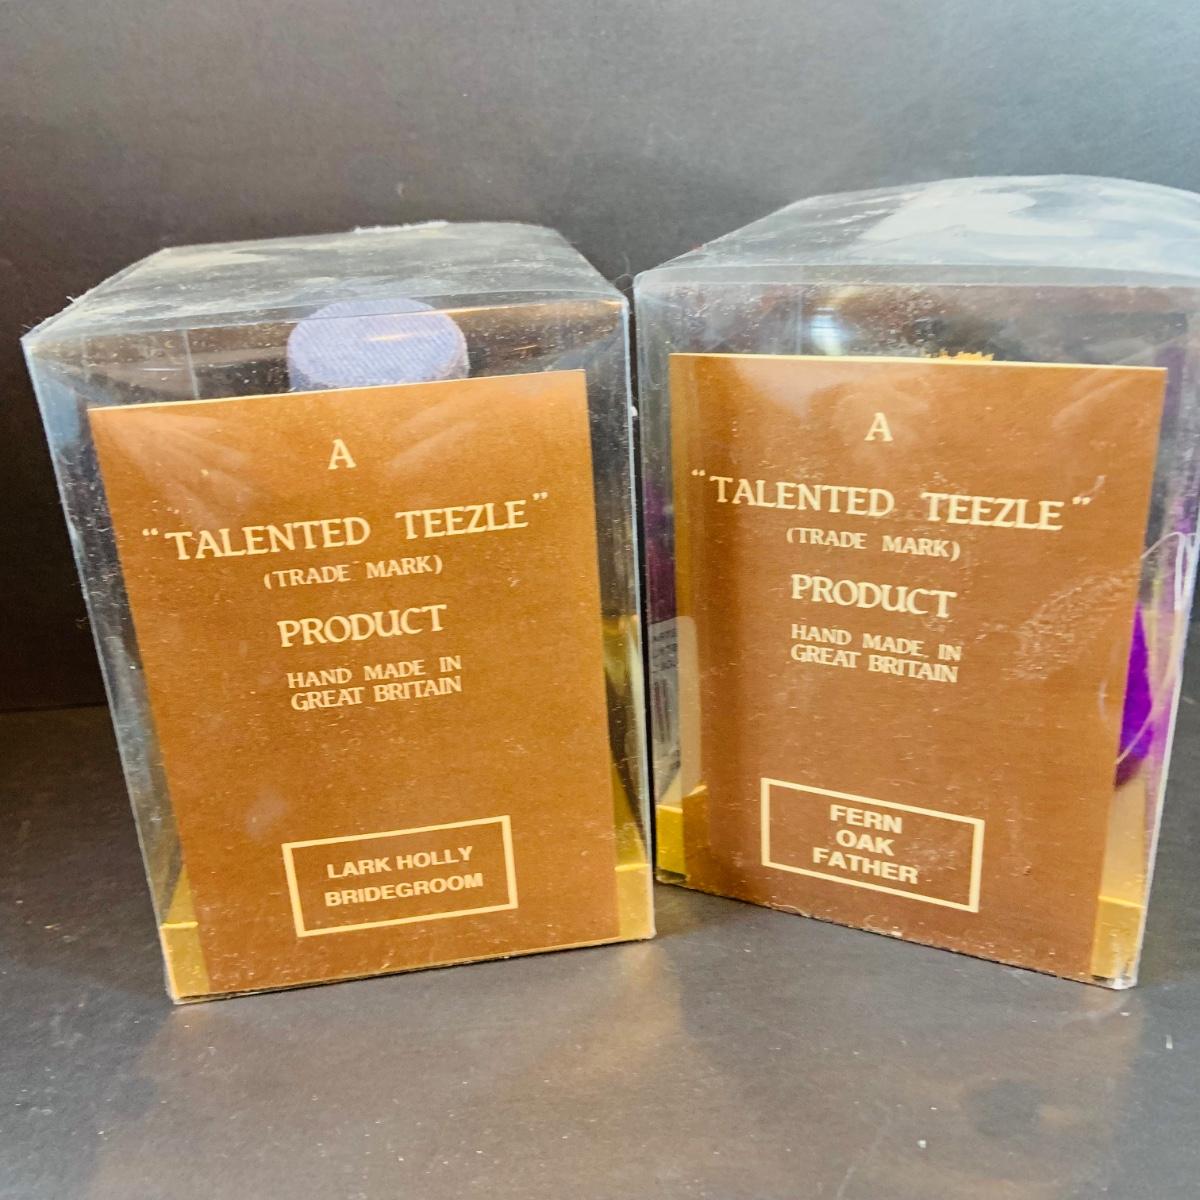 A
“TALENTED TEEZLE”
(TRADE MARK)
PRODUCT
HAND MADE IN
GREAT BRITAIN
LARK HOLLY
BRIDEGROOM
A
“TALENTED TEEZLE”
(TRADE MARK)
PRODUCT
HAND MADE IN
GREAT BRITAIN
FERN
OAK
FATHER